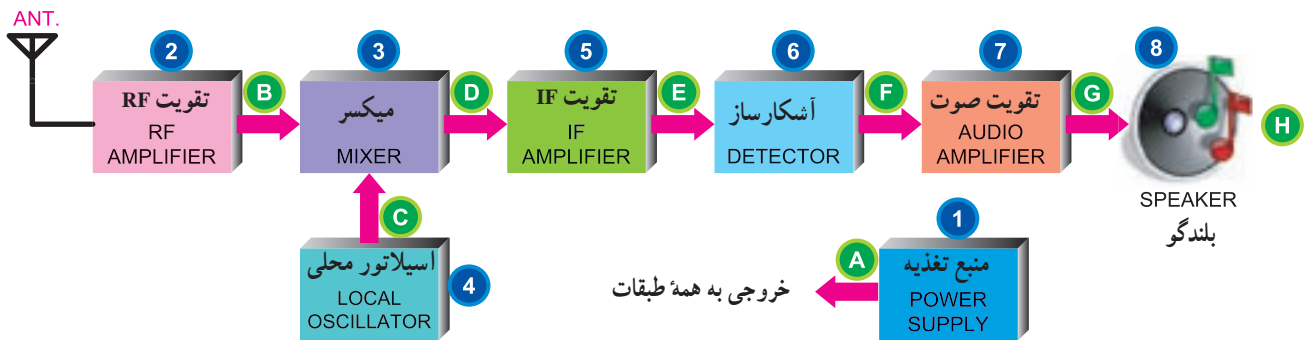 ANT.
2
تقویت RF
RF
AMPLIFIER
B
3
میکسر
MIXER
D
5
تقویت IF
IF
AMPLIFIER
E
6
آشکارساز
DETECTOR
F
7
تقویت صوت
AUDIO
AMPLIFIER
G
8
H
SPEAKER
بلندگو
C
اسیلاتور محلی
LOCAL
OSCILLATOR
4
1
منبع تغذیه
POWER
SUPPLY
A
خروجی به همهٔ طبقات